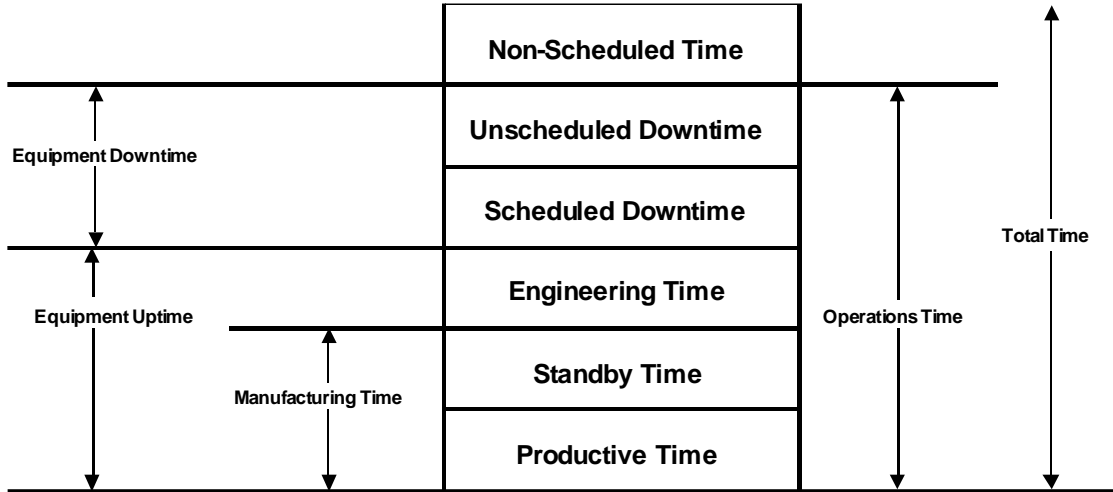 Non-Scheduled Time
Unscheduled Downtime
Equipment Downtime
Scheduled Downtime
Total Time
Engineering Time
Equipment Uptime
Operations Time
Standby Time
Manufacturing Time
Productive Time